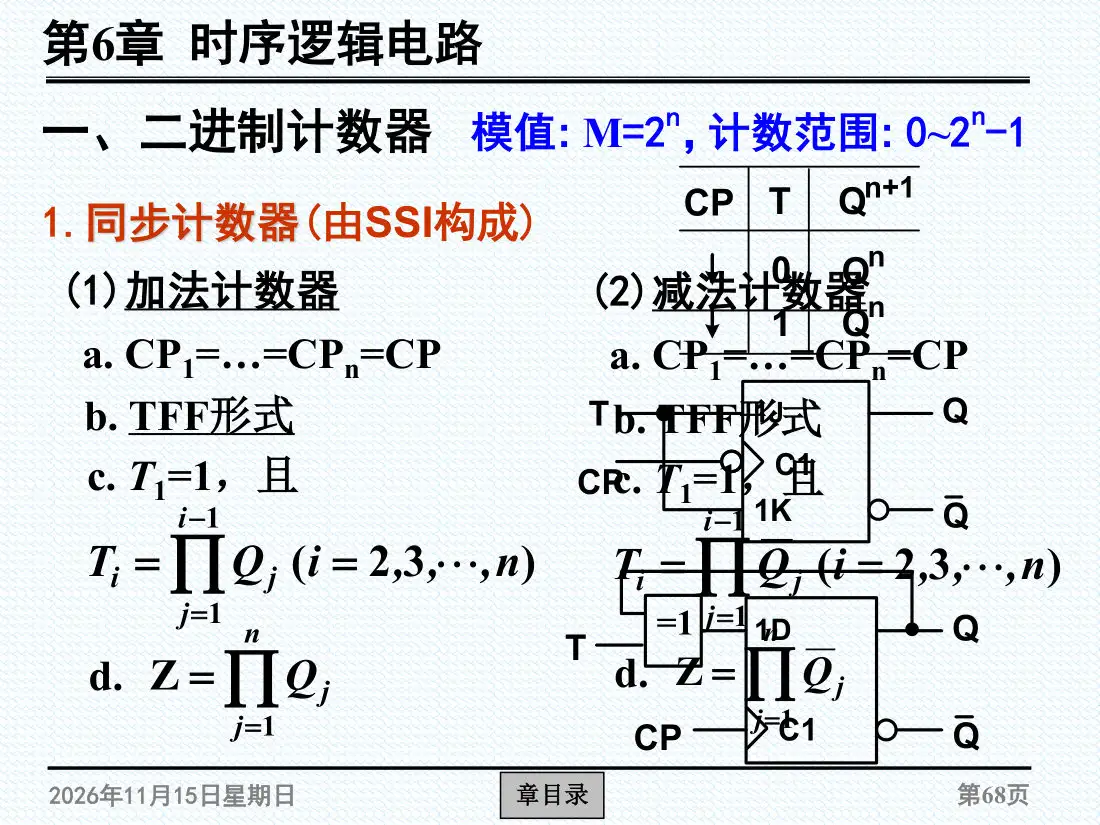 第6章 时序逻辑电路
一、二进制计数器 模值: M=2ⁿ, 计数范围: 0~2ⁿ-1
1.同步计数器(由SSI构成)
CP T Qⁿ⁺¹
↓ 0 Qⁿ
↓ 1 Q̅ⁿ
(1)加法计数器
a. CP₁=…=CPₙ=CP
b. TFF形式
c. T₁=1，且
Tᵢ = ∏_{j=1}^{i−1} Qⱼ (i = 2,3,⋯,n)
d. Z = ∏_{j=1}^{n} Qⱼ
(2)减法计数器
a. CP₁=…=CPₙ=CP
b. TFF形式
c. T₁=1，且
Tᵢ = ∏_{j=1}^{i−1} Q̅ⱼ (i = 2,3,⋯,n)
d. Z = ∏_{j=1}^{n} Q̅ⱼ
T 1J Q
CP C1
1K Q̅
T =1 1D Q
CP C1 Q̅
2026年11月15日星期日 章目录 第68页